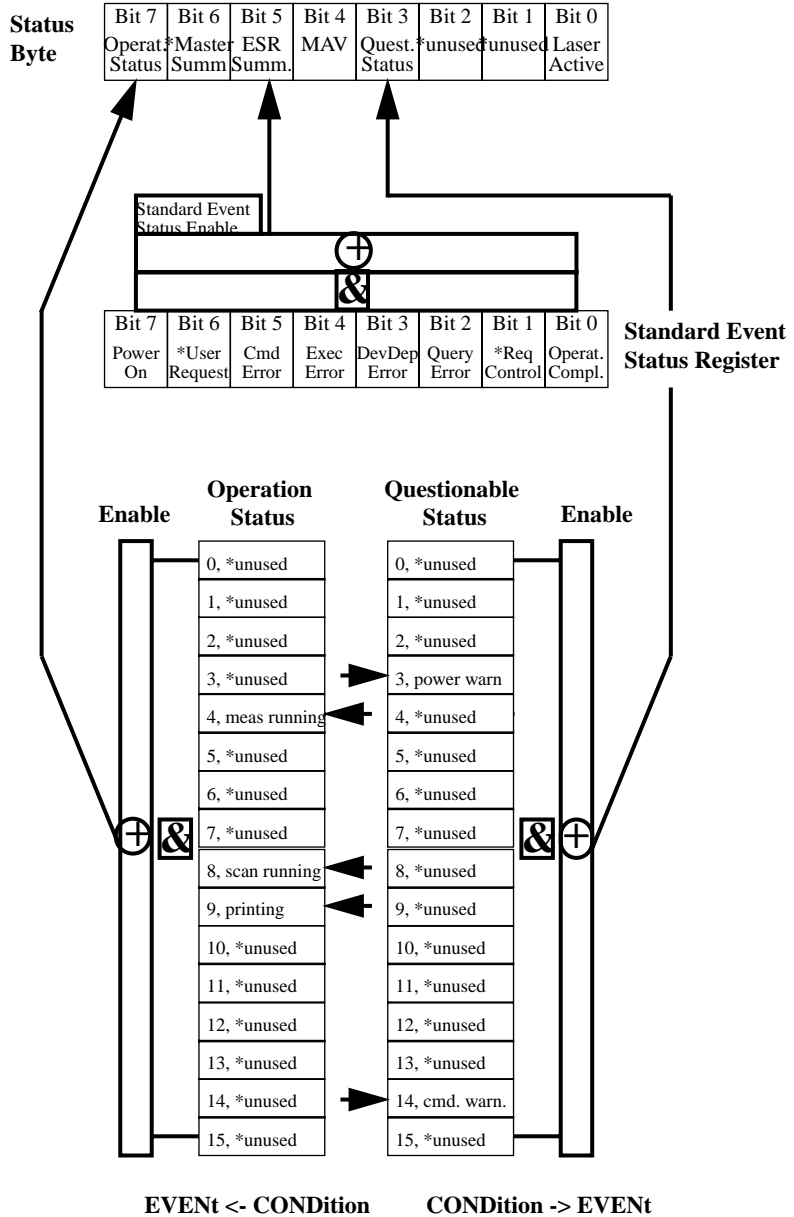 Status Byte
Bit 7 Bit 6 Bit 5 Bit 4 Bit 3 Bit 2 Bit 1 Bit 0
Operat. *Master ESR MAV Quest. *unused *unused Laser
Status Summ Summ. Status Active
Standard Event
Status Enable
+
&
Bit 7 Bit 6 Bit 5 Bit 4 Bit 3 Bit 2 Bit 1 Bit 0
Power *User Cmd Exec DevDep Query *Req Operat.
On Request Error Error Error Error Control Compl.
Standard Event
Status Register
Operation Questionable
Enable Status Status Enable
0, *unused 0, *unused
1, *unused 1, *unused
2, *unused 2, *unused
3, *unused 3, power warn
4, meas running 4, *unused
5, *unused 5, *unused
6, *unused 6, *unused
7, *unused 7, *unused
+ & & +
8, scan running 8, *unused
9, printing 9, *unused
10, *unused 10, *unused
11, *unused 11, *unused
12, *unused 12, *unused
13, *unused 13, *unused
14, *unused 14, cmd. warn.
15, *unused 15, *unused
EVENt <- CONDition CONDition -> EVENt